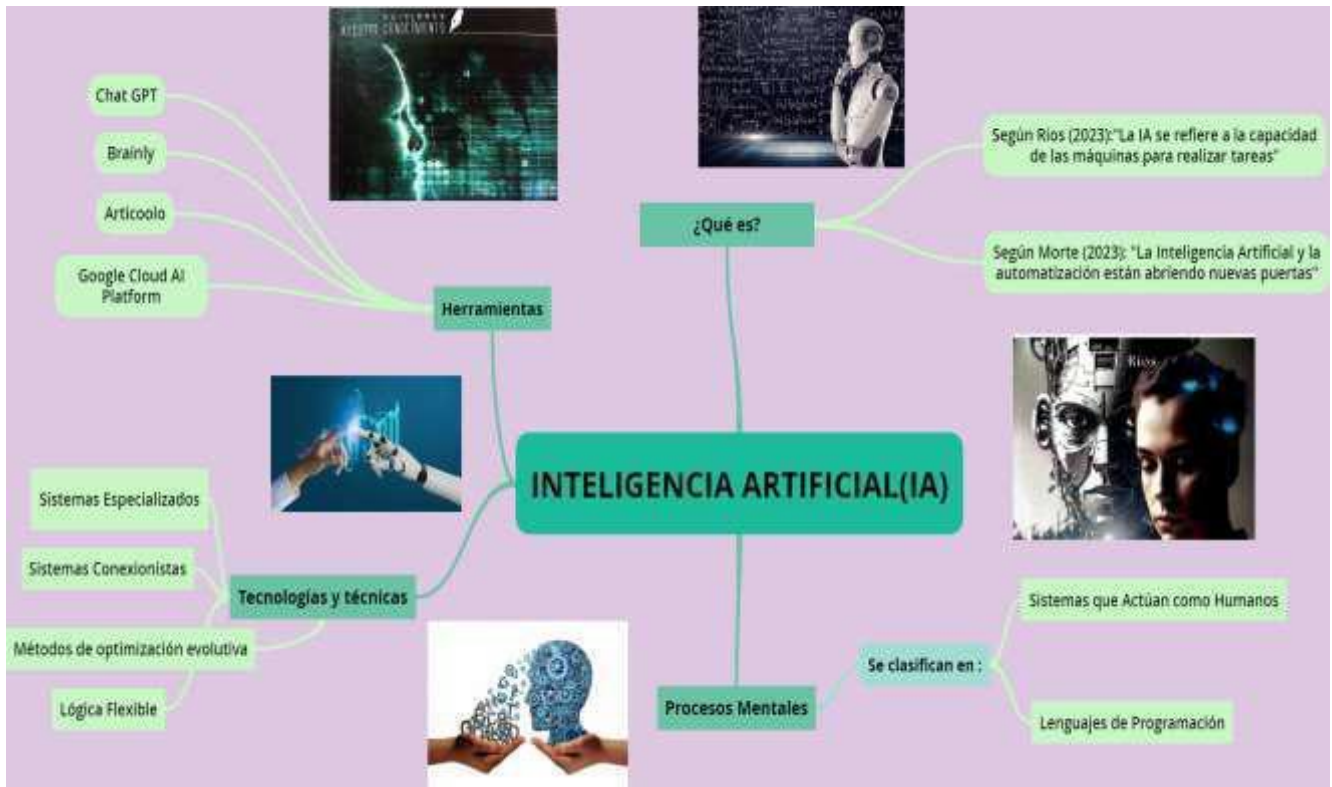 NUESTRO CONOCIMIENTO
Chat GPT
Brainly
Articoolo
Google Cloud AI
Platform
Herramientas
¿Qué es?
Según Rios (2023):"La IA se refiere a la capacidad
de las máquinas para realizar tareas"
Según Morte (2023): "La Inteligencia Artificial y la
automatización están abriendo nuevas puertas"
Rios
INTELIGENCIA ARTIFICIAL(IA)
Sistemas Especializados
Sistemas Conexionistas
Métodos de optimización evolutiva
Lógica Flexible
Tecnologías y técnicas
Procesos Mentales
Se clasifican en :
Sistemas que Actúan como Humanos
Lenguajes de Programación